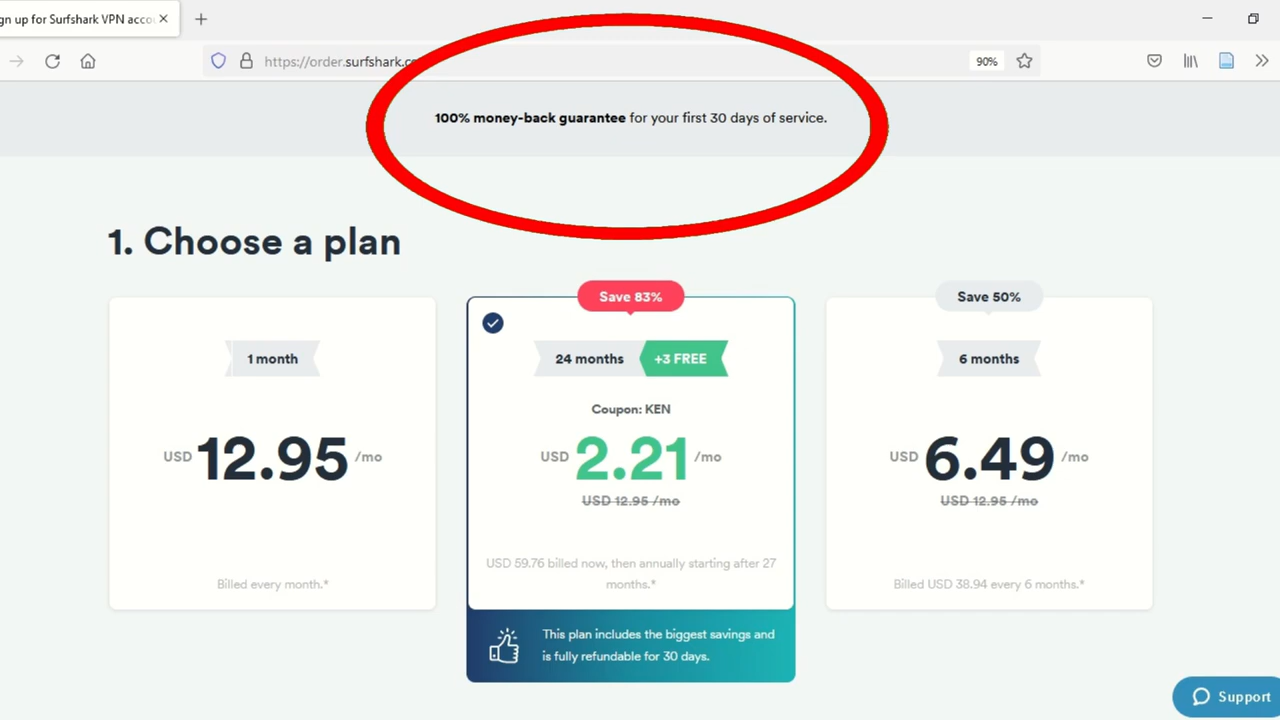 gn up for Surfshark VPN acco
https://order.surfshark.co
90%
100% money-back guarantee for your first 30 days of service.
1. Choose a plan
1 month
USD 12.95 /mo
Billed every month.*
Save 83%
24 months +3 FREE
Coupon: KEN
USD 2.21 /mo
USD 12.95 /mo
USD 59.76 billed now, then annually starting after 27
months.*
This plan includes the biggest savings and
is fully refundable for 30 days.
Save 50%
6 months
USD 6.49 /mo
USD 12.95 /mo
Billed USD 38.94 every 6 months.*
Support